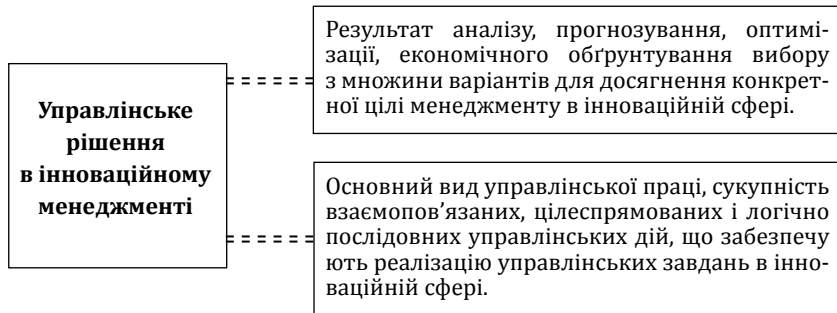 Управлінське
рішення
в інноваційному
менеджменті
Результат аналізу, прогнозування, оптимі-
зації, економічного обґрунтування вибору
з множини варіантів для досягнення конкрет-
ної цілі менеджменту в інноваційній сфері.
Основний вид управлінської праці, сукупність
взаємопов’язаних, цілеспрямованих і логічно
послідовних управлінських дій, що забезпечу
ють реалізацію управлінських завдань в інно-
ваційній сфері.